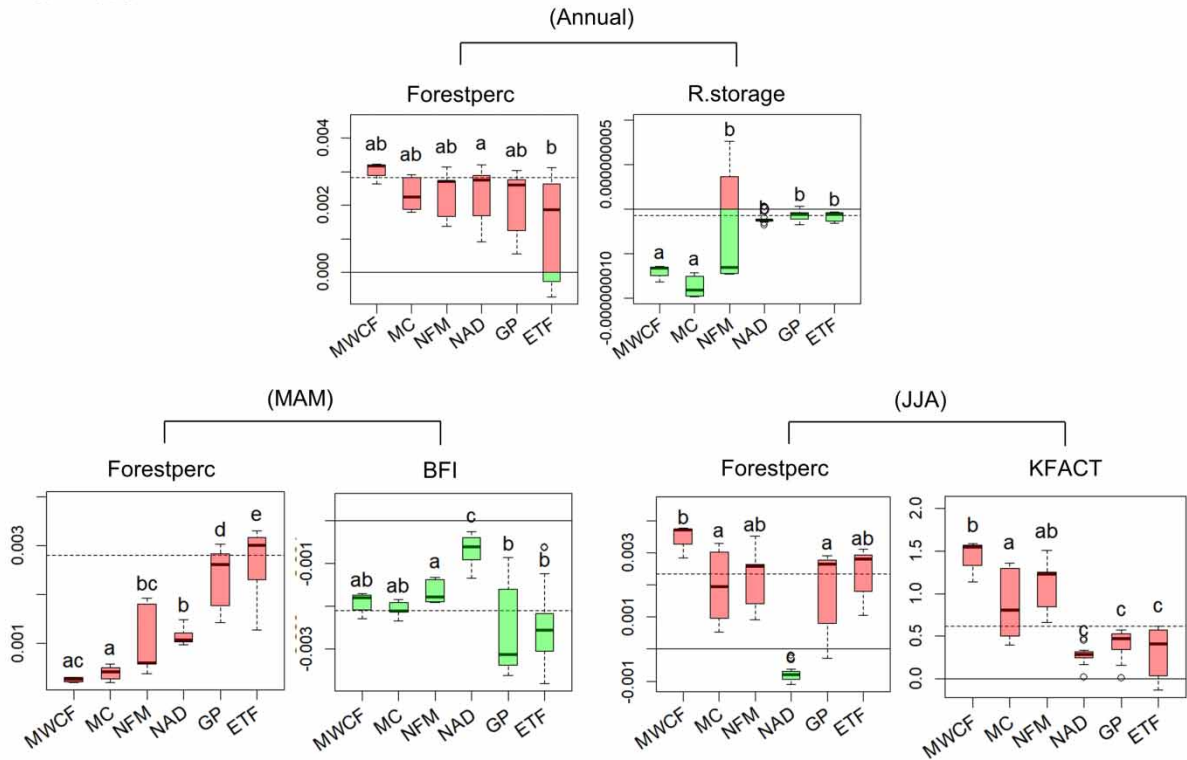 (Annual)
Forestperc
R.storage
0.004
0.002
0.000
ab ab ab a ab b
MWCF MC NFM NAD GP ETF
0.00000000005
-0.0000000010
a a b b b b
MWCF MC NFM NAD GP ETF
(MAM)
Forestperc
BFI
0.003
0.001
ac a bc b d e
MWCF MC NFM NAD GP ETF
-0.001
-0.003
ab ab a c b b
MWCF MC NFM NAD GP ETF
(JJA)
Forestperc
KFACT
0.003
0.001
-0.001
b a ab c a ab
MWCF MC NFM NAD GP ETF
2.0
1.5
1.0
0.5
0.0
b a ab c c c
MWCF MC NFM NAD GP ETF